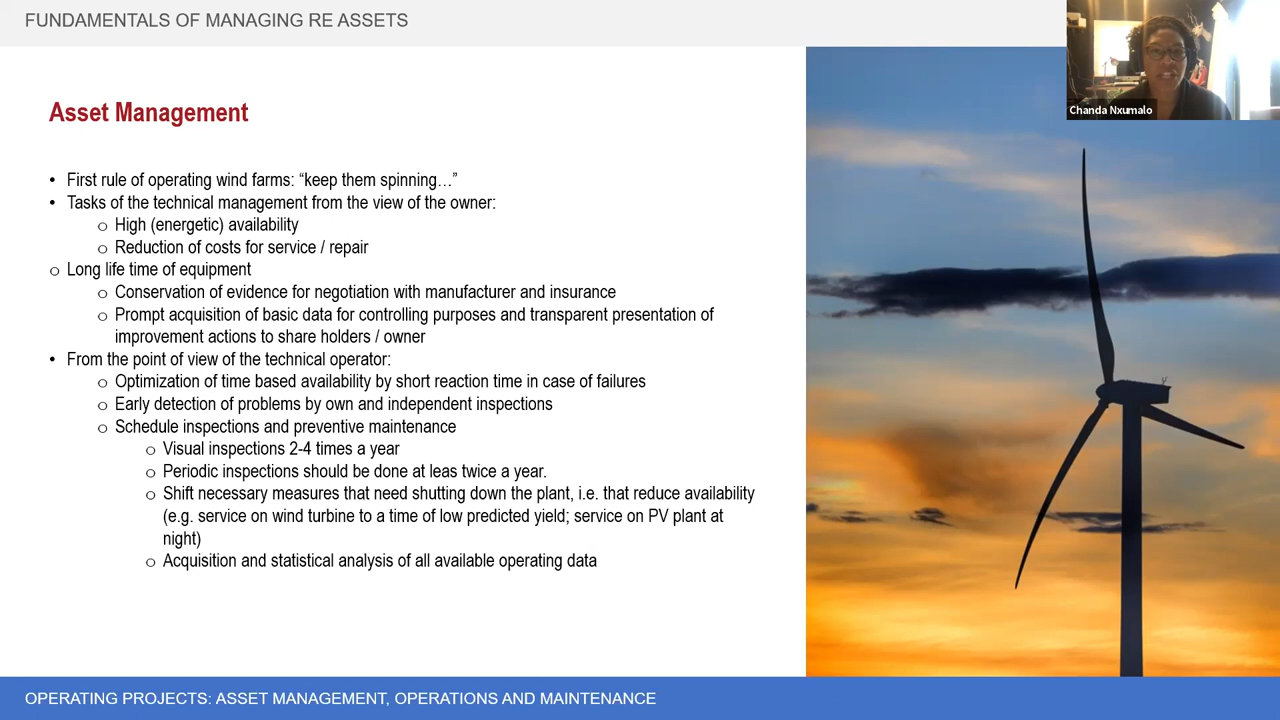 FUNDAMENTALS OF MANAGING RE ASSETS
Chanda Nxumalo
Asset Management
• First rule of operating wind farms: “keep them spinning…”
• Tasks of the technical management from the view of the owner:
o High (energetic) availability
o Reduction of costs for service / repair
o Long life time of equipment
o Conservation of evidence for negotiation with manufacturer and insurance
o Prompt acquisition of basic data for controlling purposes and transparent presentation of
improvement actions to share holders / owner
• From the point of view of the technical operator:
o Optimization of time based availability by short reaction time in case of failures
o Early detection of problems by own and independent inspections
o Schedule inspections and preventive maintenance
o Visual inspections 2-4 times a year
o Periodic inspections should be done at leas twice a year.
o Shift necessary measures that need shutting down the plant, i.e. that reduce availability
(e.g. service on wind turbine to a time of low predicted yield; service on PV plant at
night)
o Acquisition and statistical analysis of all available operating data
OPERATING PROJECTS: ASSET MANAGEMENT, OPERATIONS AND MAINTENANCE